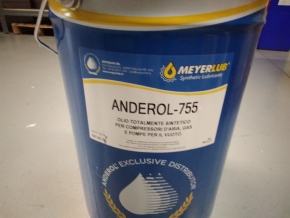 MEYERLUB
Synthetic Lubricants
ANDEROL-755
OLIO TOTALMENTE SINTETICO
PER COMPRESSORI D'ARIA, GAS
E POMPE PER IL VUOTO.
ANDEROL® EXCLUSIVE DISTRIBUTOR